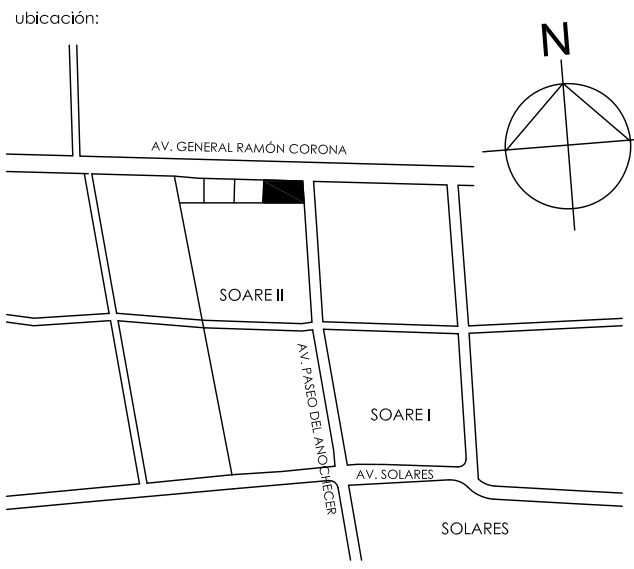 ubicación:
N
AV. GENERAL RAMÓN CORONA
SOARE II
AV. PASEO DEL ANOCHECER
SOARE I
AV. SOLARES
SOLARES